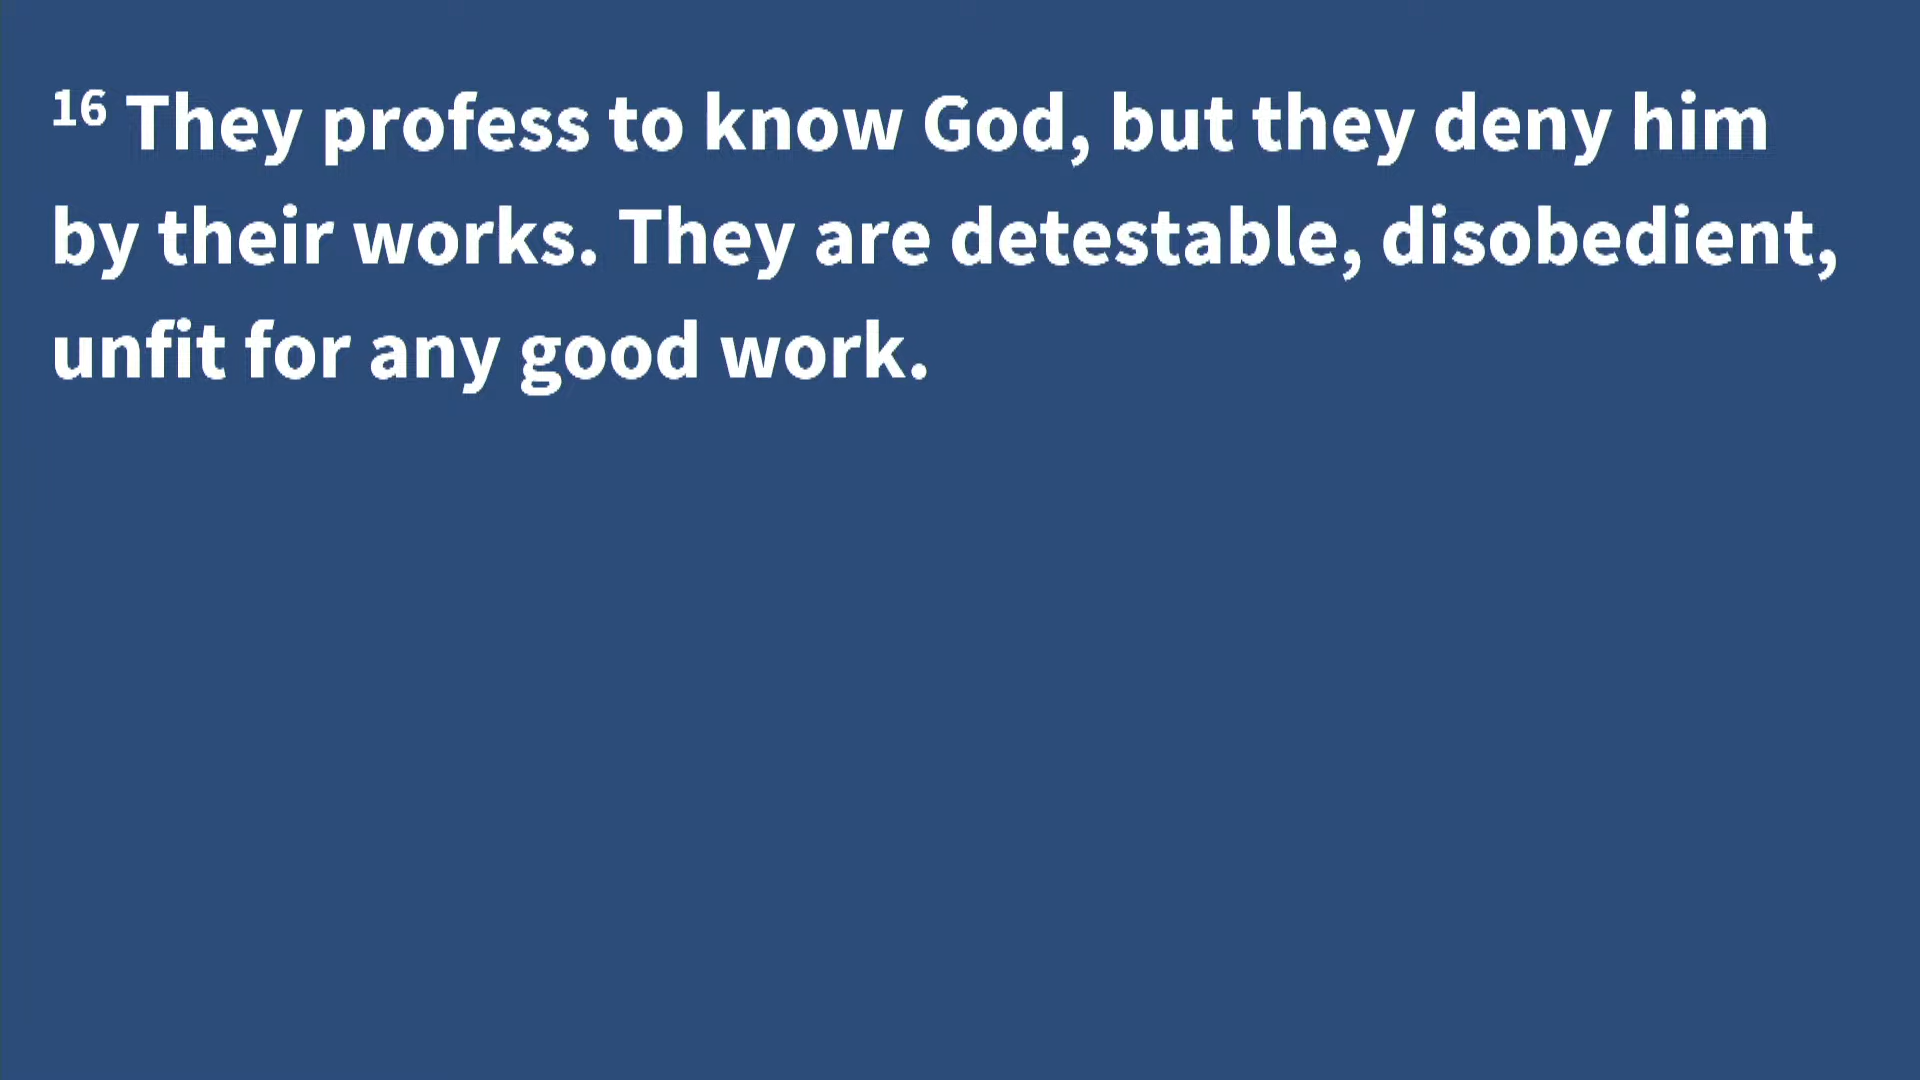 16 They profess to know God, but they deny him
by their works. They are detestable, disobedient,
unfit for any good work.